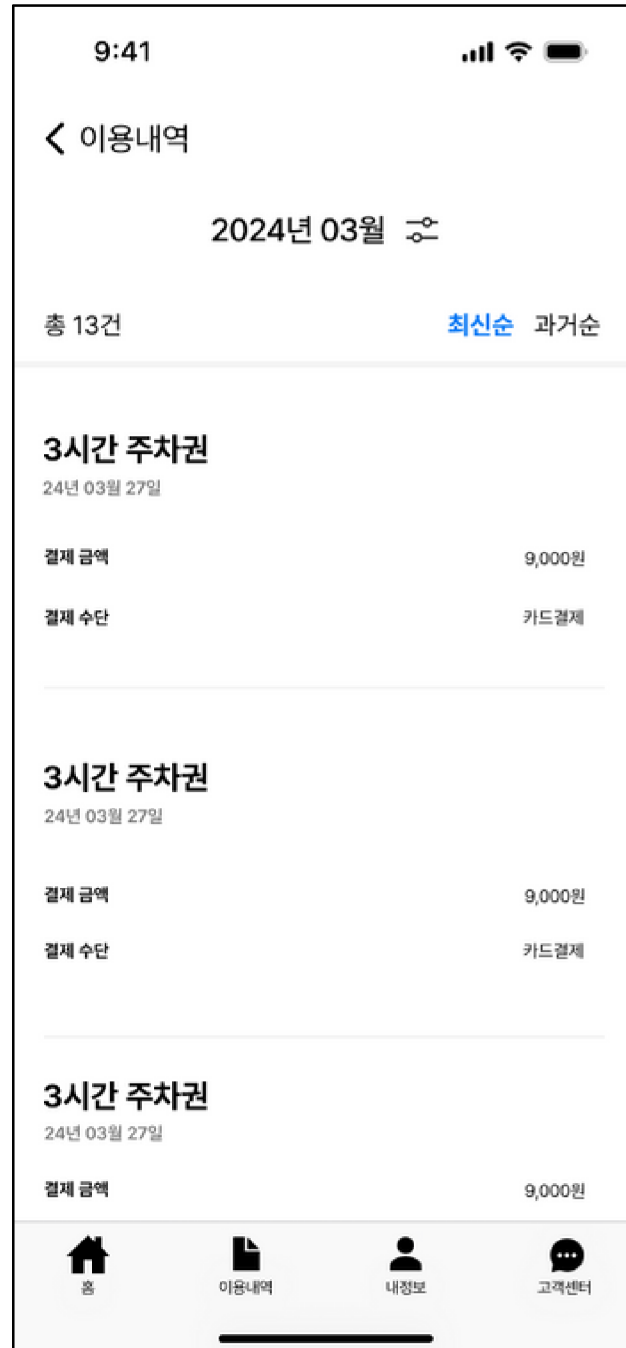 9:41
이용내역
2024년 03월
총 13건 최신순 과거순
3시간 주차권
24년 03월 27일
결제 금액 9,000원
결제 수단 카드결제
3시간 주차권
24년 03월 27일
결제 금액 9,000원
결제 수단 카드결제
3시간 주차권
24년 03월 27일
결제 금액 9,000원
홈 이용내역 내정보 고객센터